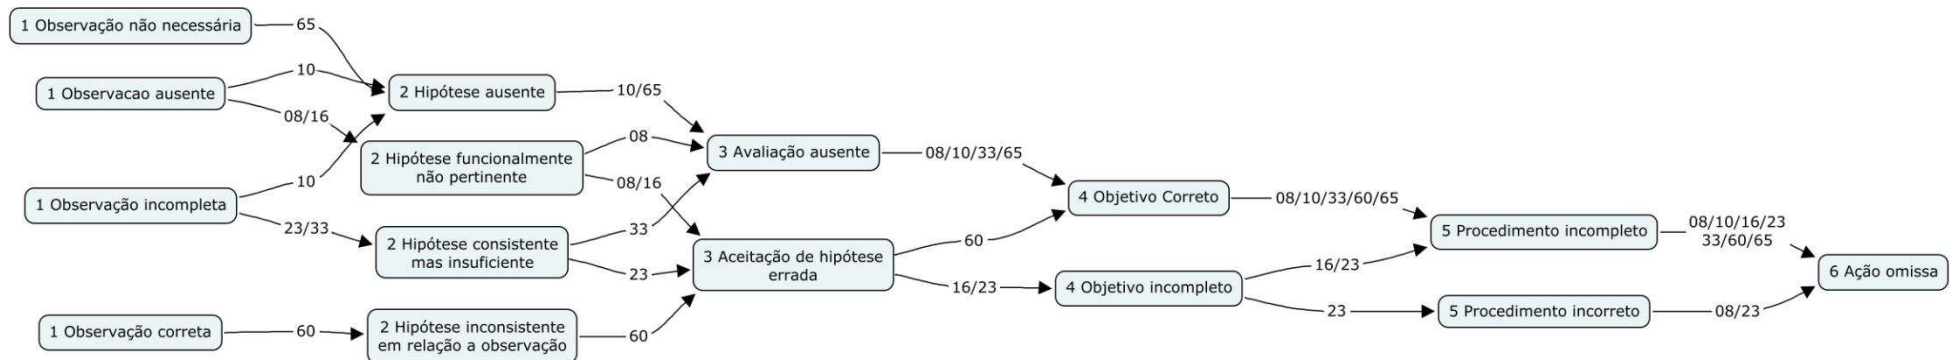 1 Observação não necessária
65
1 Observacao ausente
10
08/16
1 Observação incompleta
10
23/33
1 Observação correta
60
2 Hipótese ausente
10/65
2 Hipótese funcionalmente
não pertinente
08
08/16
2 Hipótese consistente
mas insuficiente
33
23
2 Hipótese inconsistente
em relação a observação
60
3 Avaliação ausente
08/10/33/65
3 Aceitação de hipótese
errada
60
16/23
4 Objetivo Correto
08/10/33/60/65
4 Objetivo incompleto
16/23
23
5 Procedimento incompleto
08/10/16/23
33/60/65
5 Procedimento incorreto
08/23
6 Ação omissa